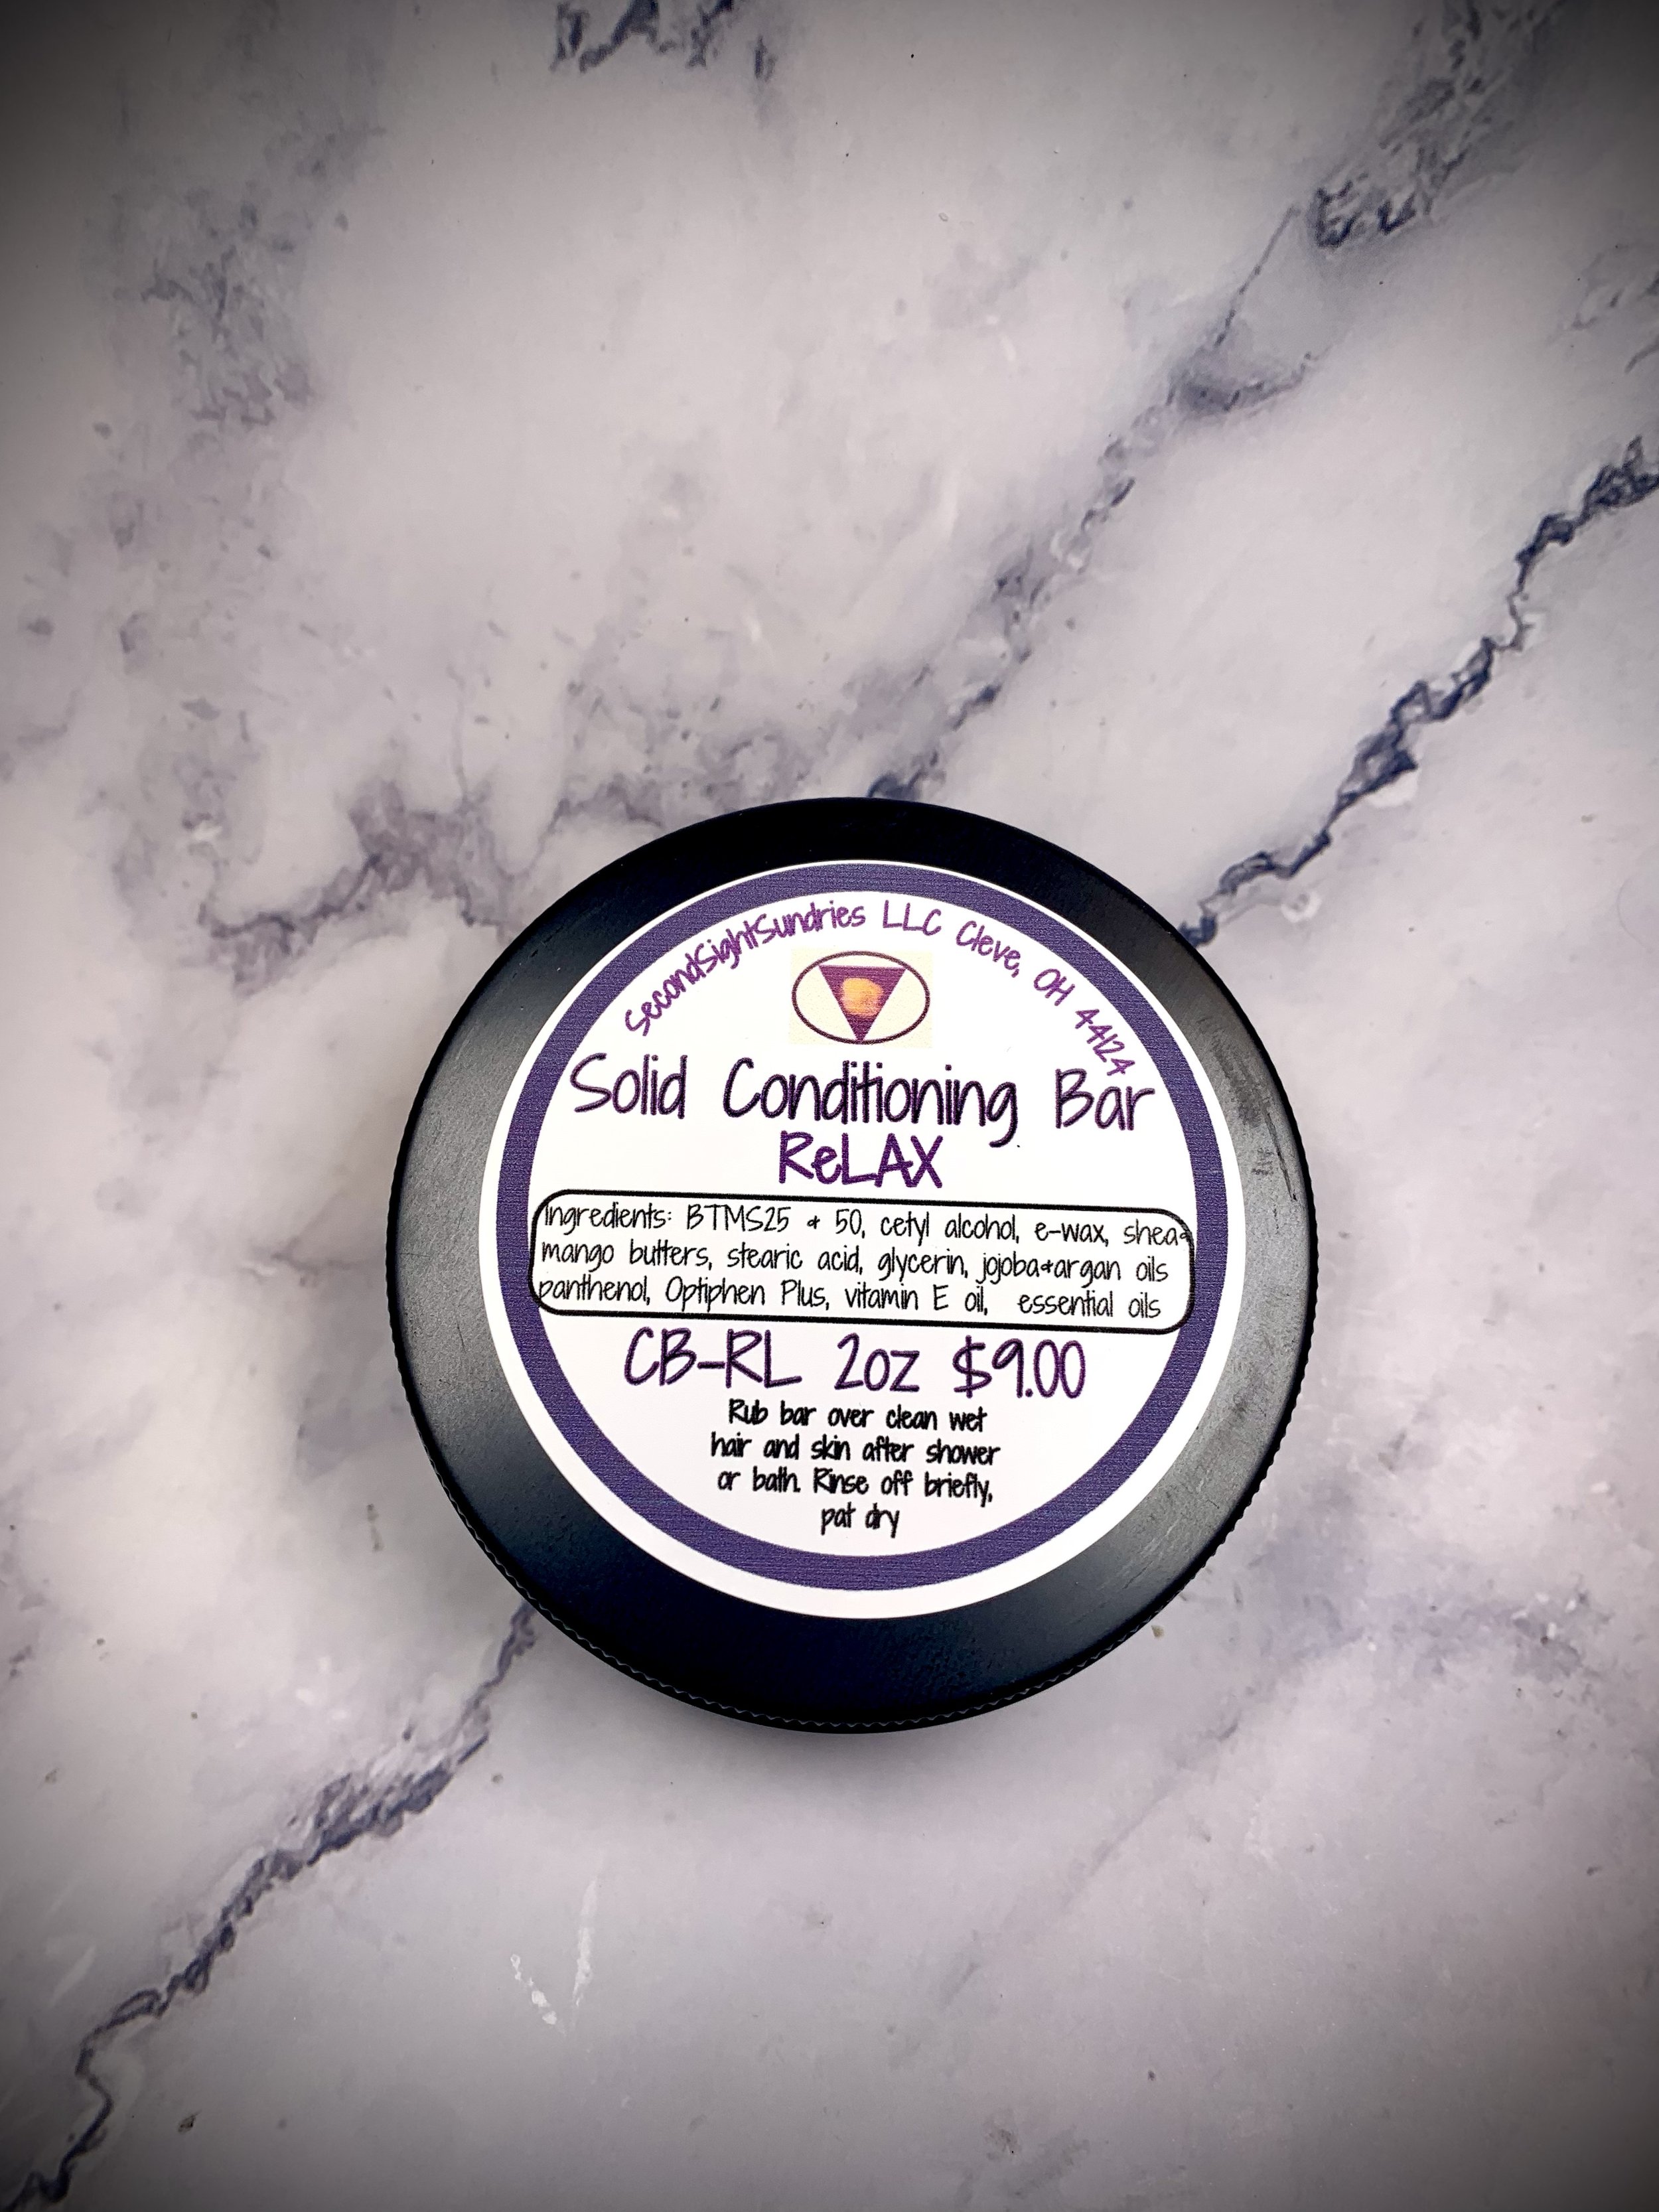 SecondSightSundries LLC Cleve, OH 44124
Solid Conditioning Bar
ReLAX
Ingredients: BTMS25 + 50, cetyl alcohol, e-wax, shea+
mango butters, stearic acid, glycerin, jojoba+argan oils
panthenol, Optiphen Plus, vitamin E oil, essential oils
CB-RL 2oz $9.00
Rub bar over clean wet
hair and skin after shower
or bath. Rinse off briefly,
pat dry